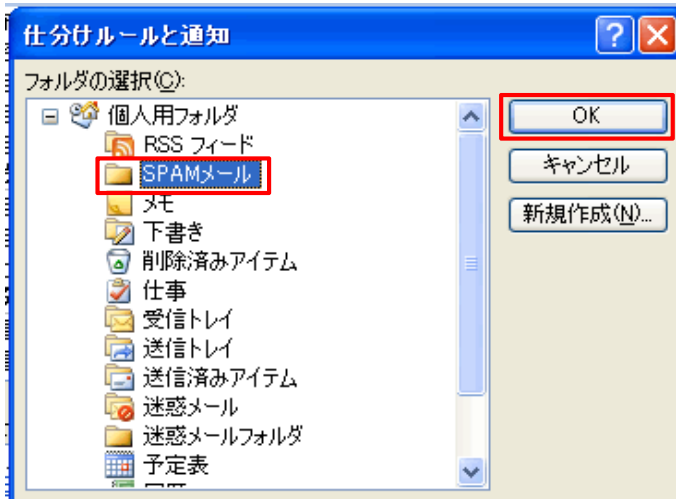 仕分けルールと通知
フォルダの選択(C):
個人用フォルダ
RSS フィード
SPAMメール
メモ
下書き
削除済みアイテム
仕事
受信トレイ
送信トレイ
送信済みアイテム
迷惑メール
迷惑メールフォルダ
予定表
OK
キャンセル
新規作成(N)...